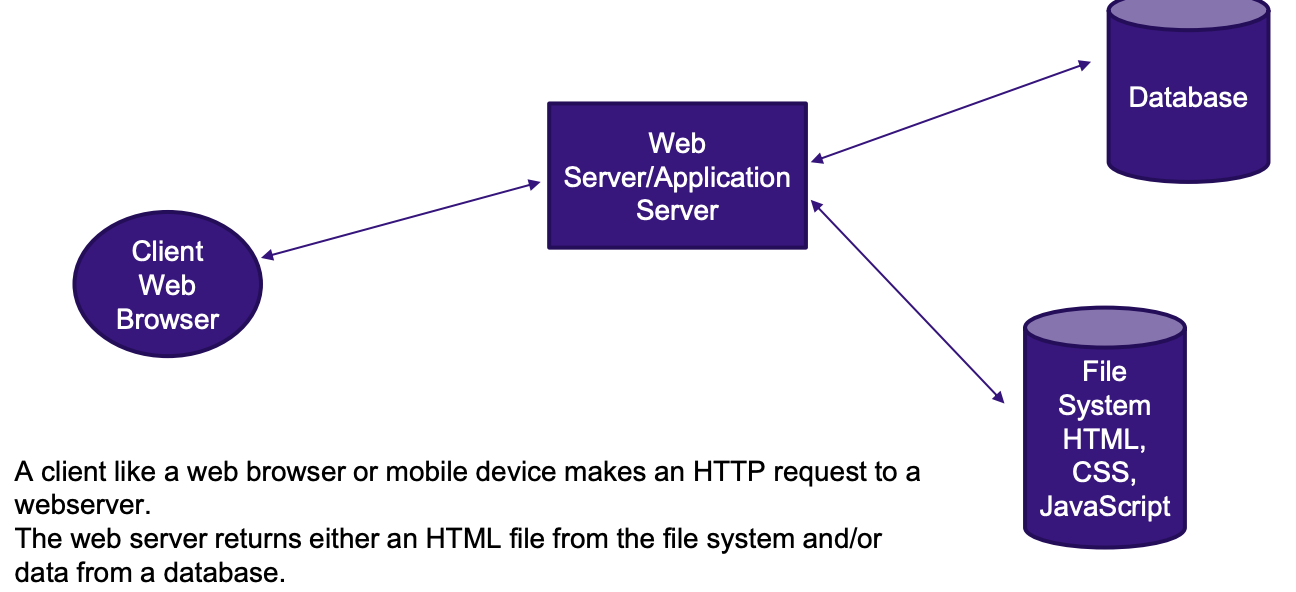 Database
Web
Server/Application
Server
Client
Web
Browser
File
System
HTML,
CSS,
JavaScript
A client like a web browser or mobile device makes an HTTP request to a
webserver.
The web server returns either an HTML file from the file system and/or
data from a database.